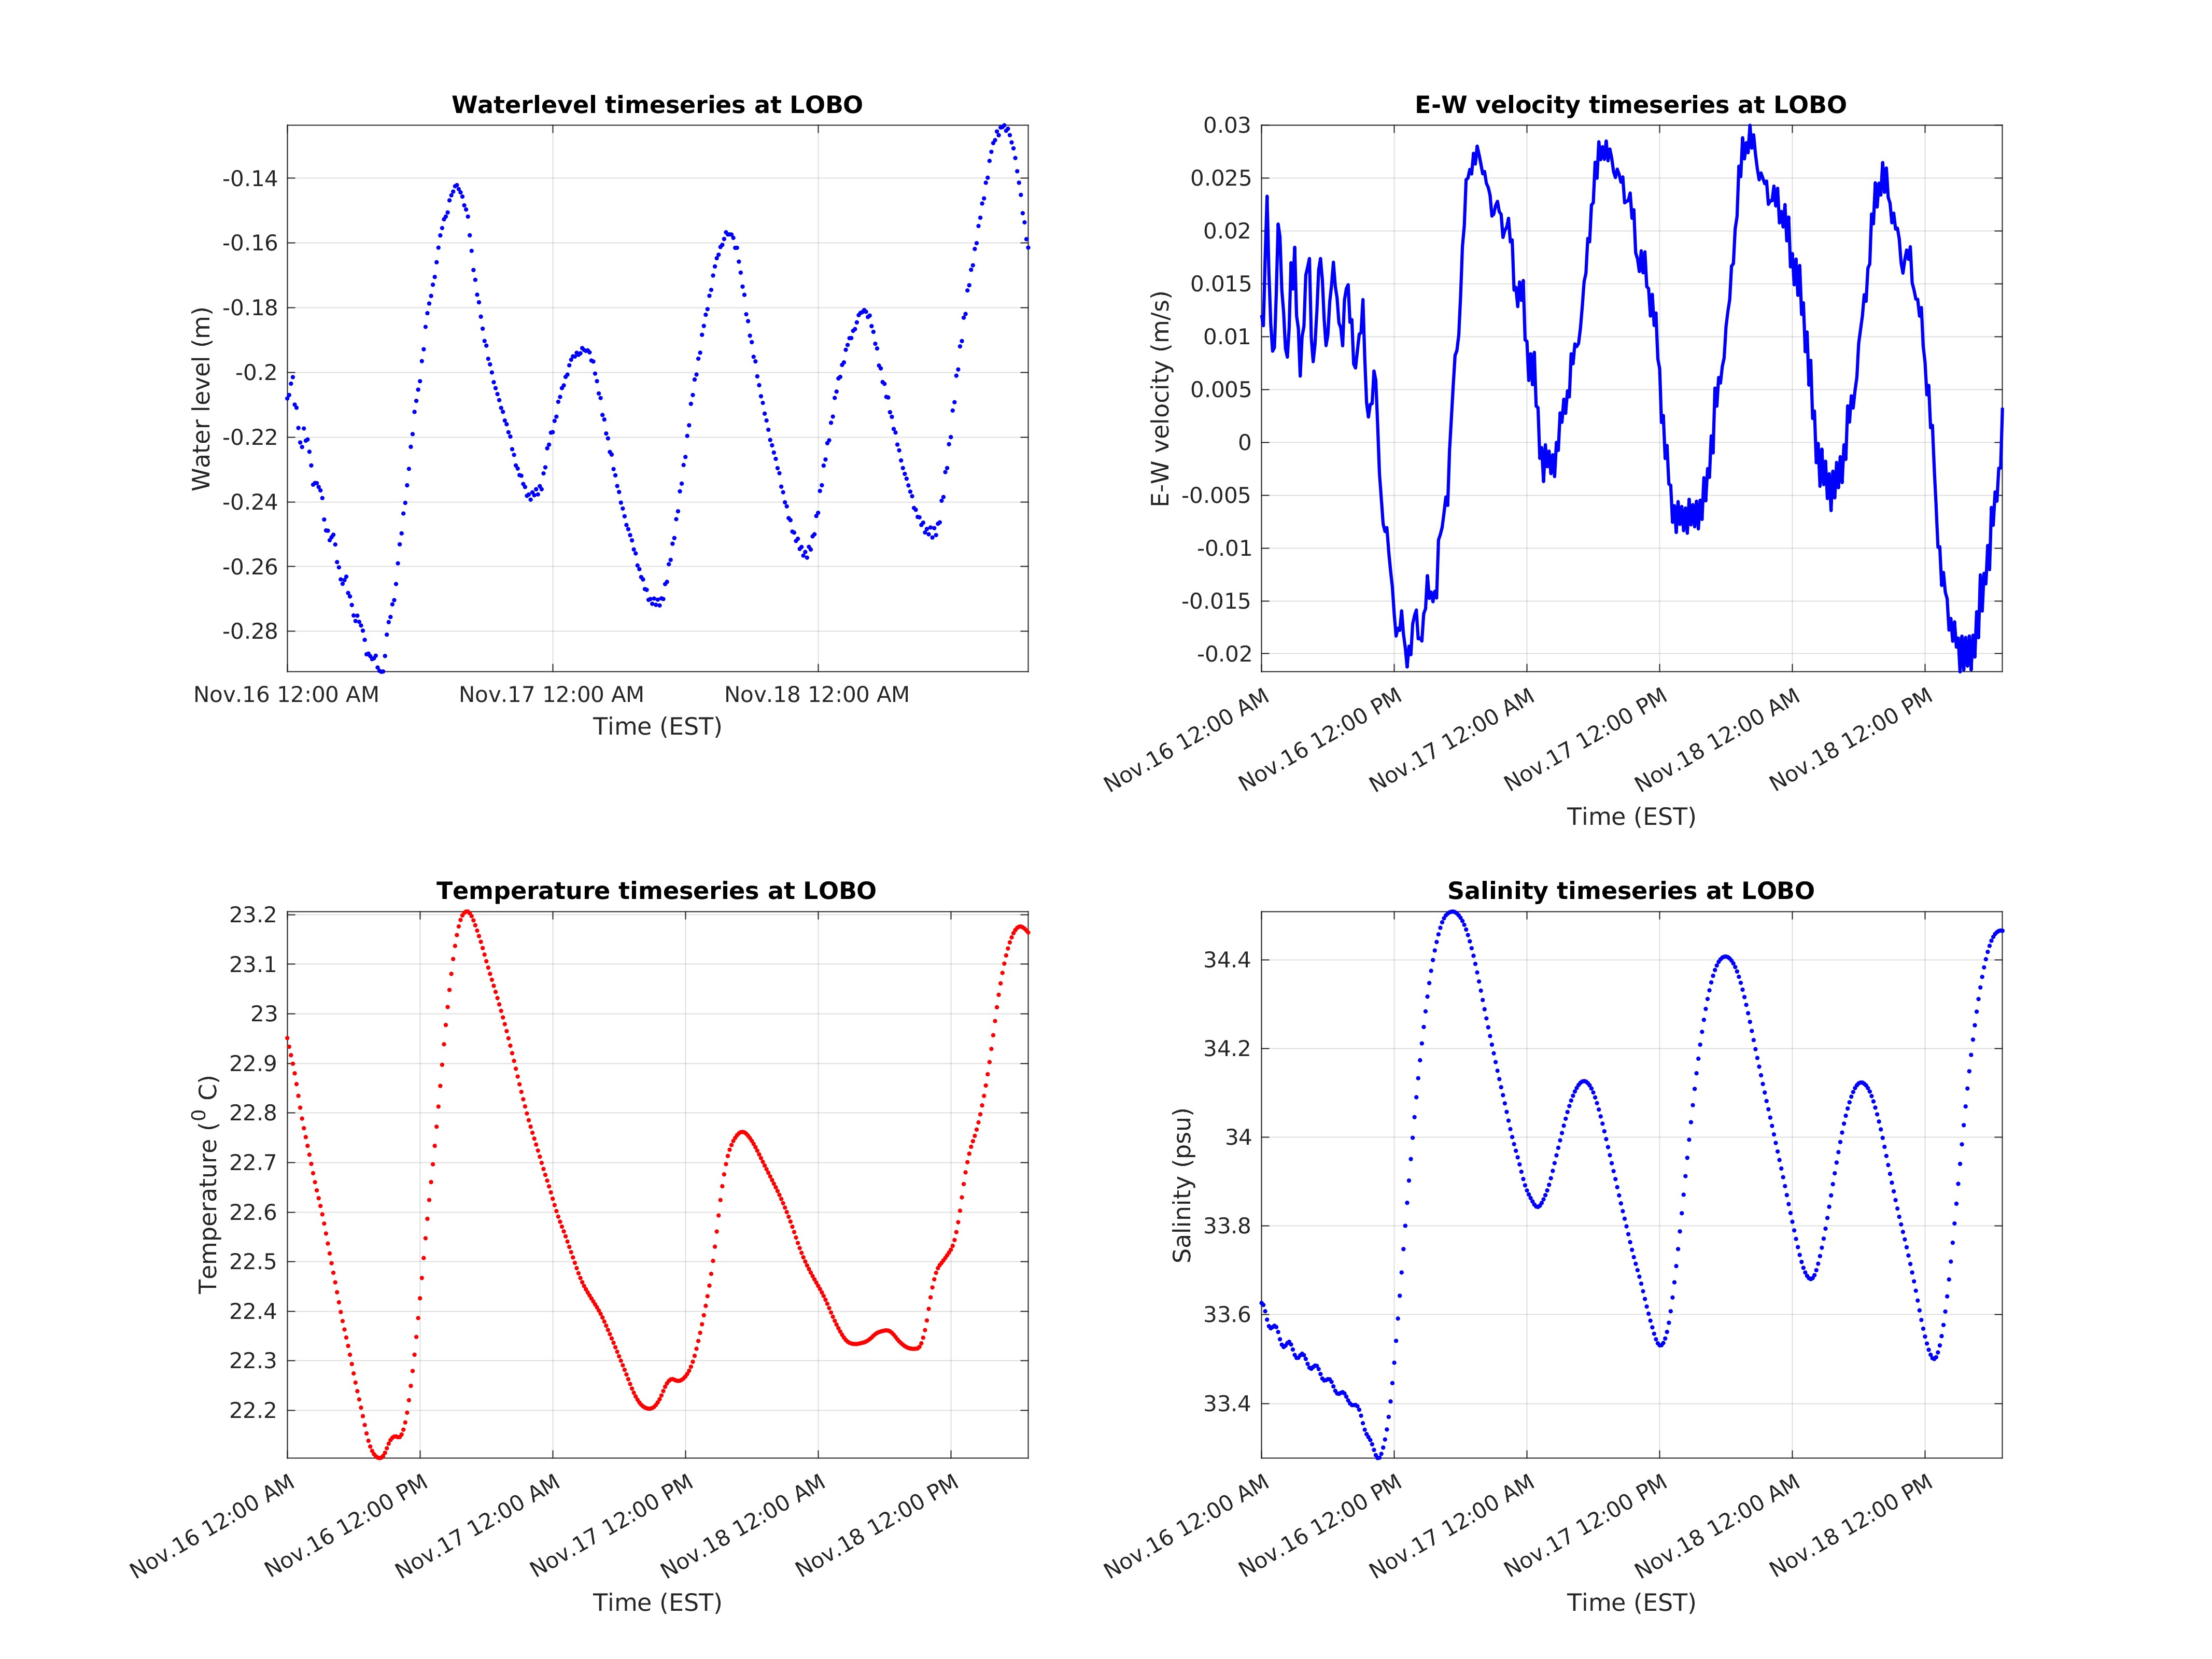 Waterlevel timeseries at LOBO
Water level (m)
-0.14
-0.16
-0.18
-0.2
-0.22
-0.24
-0.26
-0.28
Nov.16 12:00 AM
Nov.17 12:00 AM
Nov.18 12:00 AM
Time (EST)
E-W velocity timeseries at LOBO
E-W velocity (m/s)
0.03
0.025
0.02
0.015
0.01
0.005
0
-0.005
-0.01
-0.015
-0.02
Nov.16 12:00 AM
Nov.16 12:00 PM
Nov.17 12:00 AM
Nov.17 12:00 PM
Nov.18 12:00 AM
Nov.18 12:00 PM
Time (EST)
Temperature timeseries at LOBO
Temperature (⁰ C)
23.2
23.1
23
22.9
22.8
22.7
22.6
22.5
22.4
22.3
22.2
Nov.16 12:00 AM
Nov.16 12:00 PM
Nov.17 12:00 AM
Nov.17 12:00 PM
Nov.18 12:00 AM
Nov.18 12:00 PM
Time (EST)
Salinity timeseries at LOBO
Salinity (psu)
34.4
34.2
34
33.8
33.6
33.4
Nov.16 12:00 AM
Nov.16 12:00 PM
Nov.17 12:00 AM
Nov.17 12:00 PM
Nov.18 12:00 AM
Nov.18 12:00 PM
Time (EST)